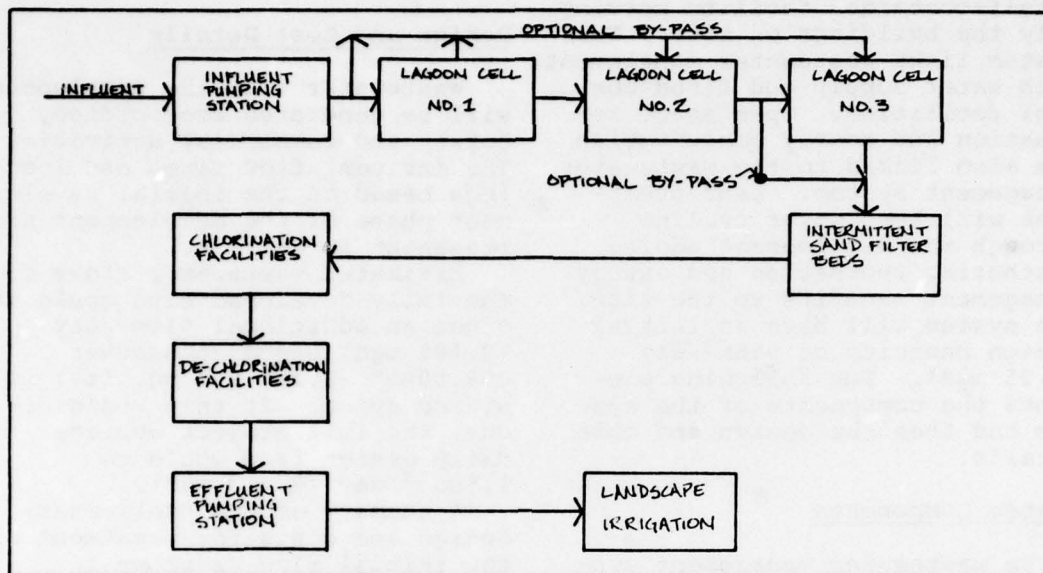 OPTIONAL BY-PASS
INFLUENT
INFLUENT
PUMPING
STATION
LAGOON CELL
NO. 1
LAGOON CELL
NO. 2
LAGOON CELL
NO. 3
OPTIONAL BY-PASS
INTERMITTENT
SAND FILTER
BEDS
CHLORINATION
FACILITIES
DE-CHLORINATION
FACILITIES
EFFLUENT
PUMPING
STATION
LANDSCAPE
IRRIGATION